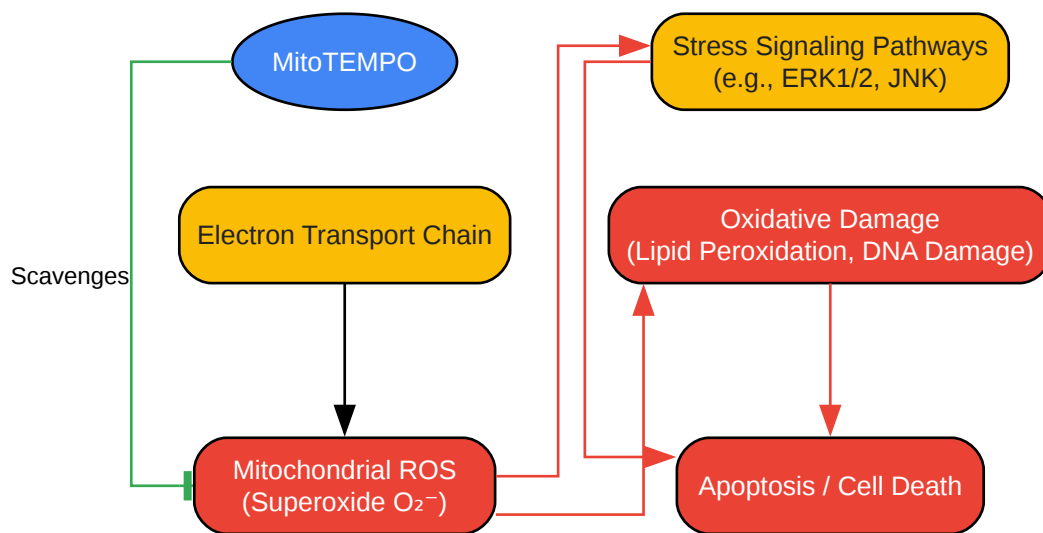 MitoTEMPO
Stress Signaling Pathways
(e.g., ERK1/2, JNK)
Electron Transport Chain
Oxidative Damage
(Lipid Peroxidation, DNA Damage)
Scavenges
Mitochondrial ROS
(Superoxide O₂⁻)
Apoptosis / Cell Death